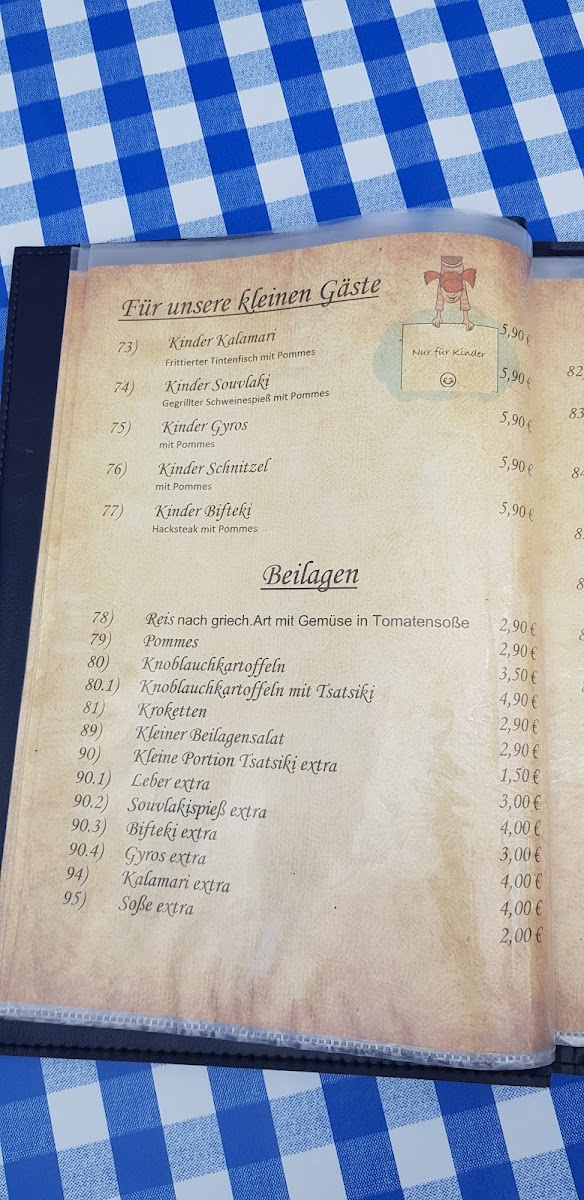 Für unsere kleinen Gäste
73) Kinder Kalamari 5,90 €
Frittierter Tintenfisch mit Pommes
Nur für Kinder
74) Kinder Souvlaki 5,90 €
Gegrillter Schweinespieß mit Pommes
75) Kinder Gyros 5,90 €
mit Pommes
76) Kinder Schnitzel 5,90 €
mit Pommes
77) Kinder Bifteki 5,90 €
Hacksteak mit Pommes
Beilagen
78) Reis nach griech.Art mit Gemüse in Tomatensoße 2,90 €
79) Pommes 2,90 €
80) Knoblauchkartoffeln 3,50 €
80.1) Knoblauchkartoffeln mit Tsatsiki 4,90 €
81) Kroketten 2,90 €
89) Kleiner Beilagensalat 2,90 €
90) Kleine Portion Tsatsiki extra 1,50 €
90.1) Leber extra 3,00 €
90.2) Souvlakispieß extra 4,00 €
90.3) Bifteki extra 3,00 €
90.4) Gyros extra 4,00 €
94) Kalamari extra 4,00 €
95) Soße extra 2,00 €
82
83
84